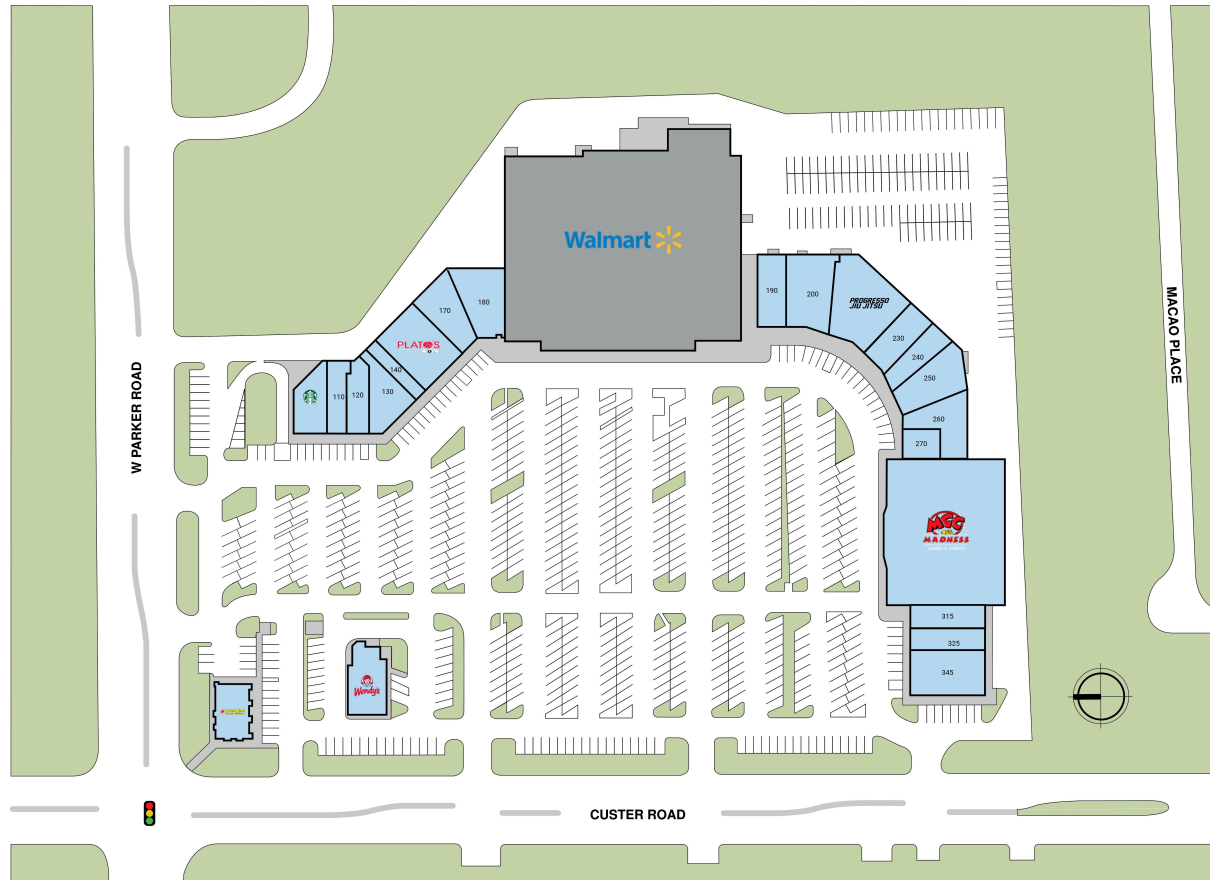 Walmart
190
200
PROGRESSO
JIU JITSU
180
170
PLATO'S
230
240
250
140
130
110
120
260
270
W PARKER ROAD
MACAO PLACE
MGC
MADNESS
315
325
345
Wendy's
CUSTER ROAD